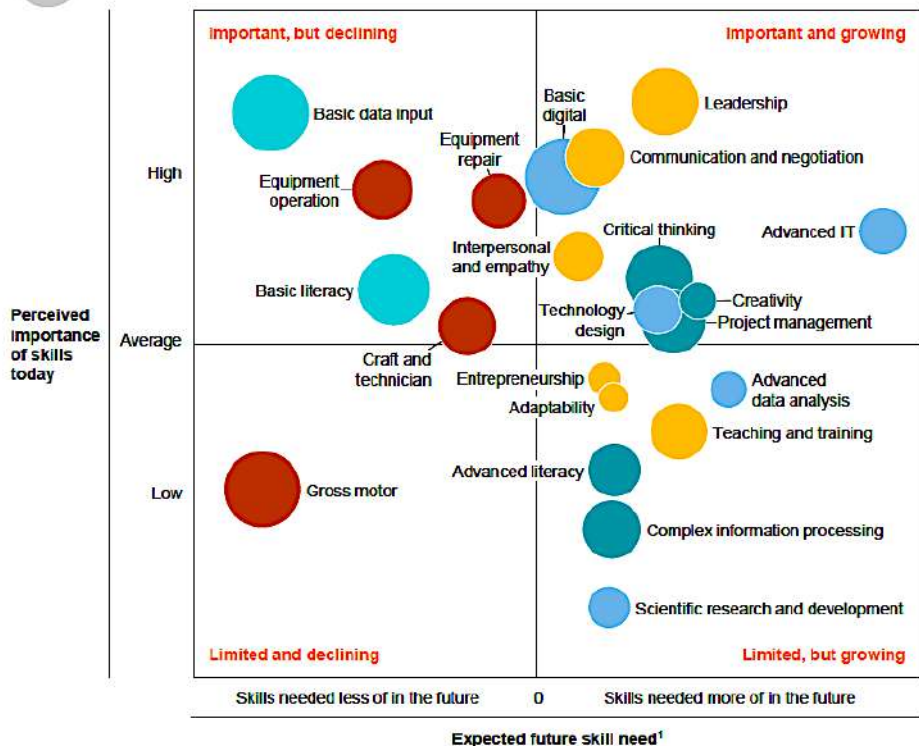 Important, but declining
Important and growing
Basic data input
Basic
digital
Leadership
Equipment
repair
Communication and negotiation
High
Equipment
operation
Critical thinking
Advanced IT
Interpersonal
and empathy
Basic literacy
Creativity
Technology
design
Project management
Perceived
importance
of skills
today
Average
Craft and
technician
Entrepreneurship
Advanced
data analysis
Adaptability
Teaching and training
Advanced literacy
Low
Gross motor
Complex information processing
Scientific research and development
Limited and declining
Limited, but growing
Skills needed less of in the future
0
Skills needed more of in the future
Expected future skill need¹